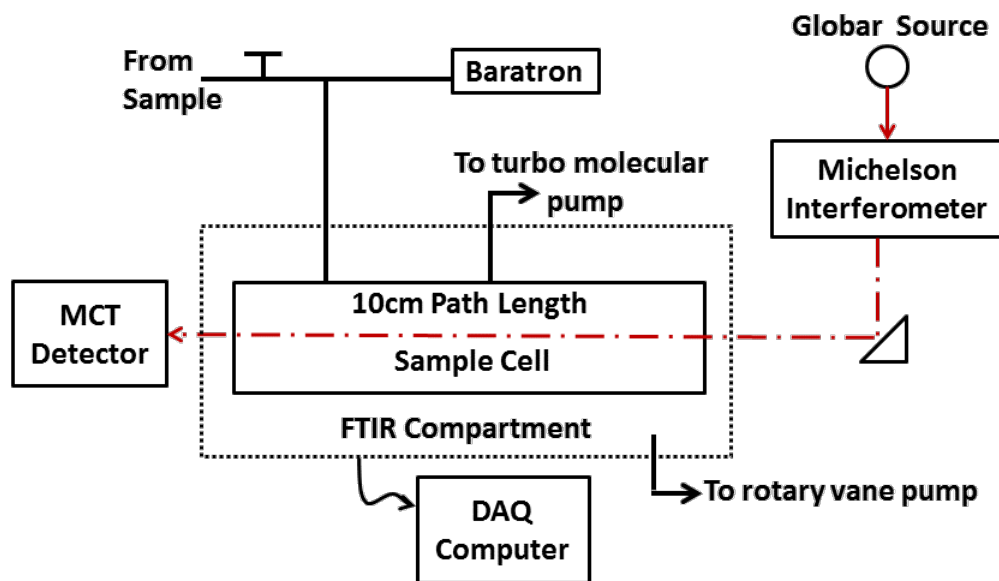 Globar Source
From
Sample
Baratron
To turbo molecular
pump
Michelson
Interferometer
MCT
Detector
10cm Path Length
Sample Cell
FTIR Compartment
To rotary vane pump
DAQ
Computer